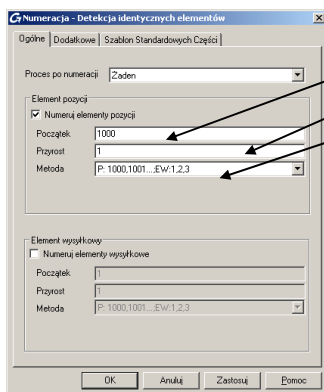 Numeracja - Detekcja identycznych elementów
Ogólne Dodatkowe Szablon Standardowych Części
Proces po numeracji Żaden
Element pozycji
Numeruj elementy pozycji
Początek 1000
Przyrost 1
Metoda P: 1000,1001...;EW:1,2,3
Element wysyłkowy
Numeruj elementy wysyłkowe
Początek 1
Przyrost 1
Metoda P: 1000,1001...;EW:1,2,3
OK Anuluj Zastosuj Pomoc